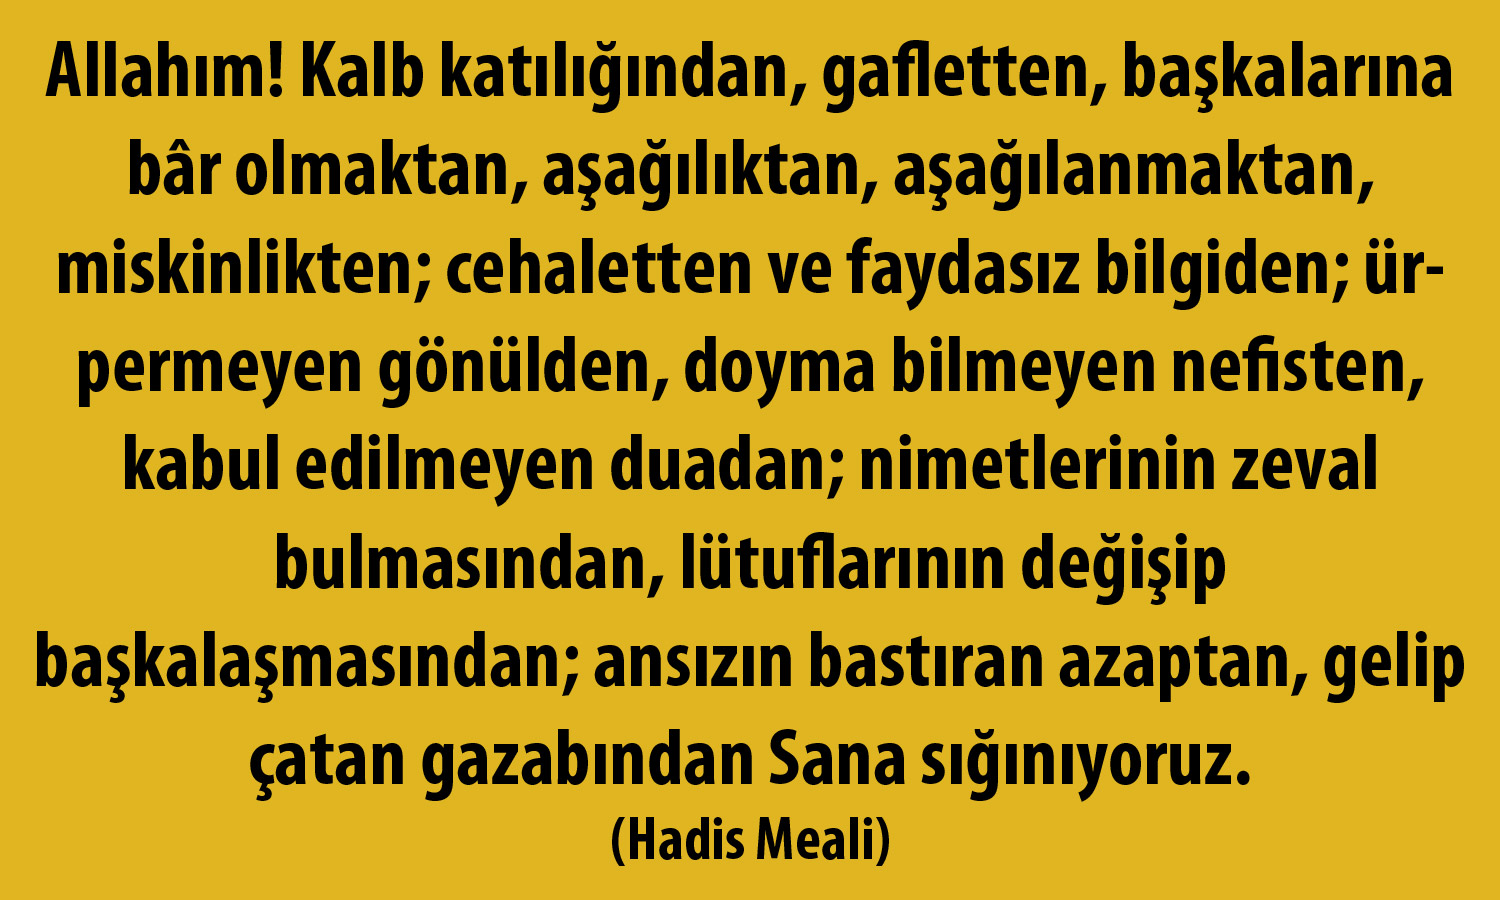 Allahım! Kalb katılığından, gafletten, başkalarına
bâr olmaktan, aşağılıktan, aşağılanmaktan,
miskinlikten; cehaletten ve faydasız bilgiden; ür-
permeyen gönülden, doyma bilmeyen nefisten,
kabul edilmeyen duadan; nimetlerinin zeval
bulmasından, lütuflarının değişip
başkalaşmasından; ansızın bastıran azaptan, gelip
çatan gazabından Sana sığınıyoruz.
(Hadis Meali)